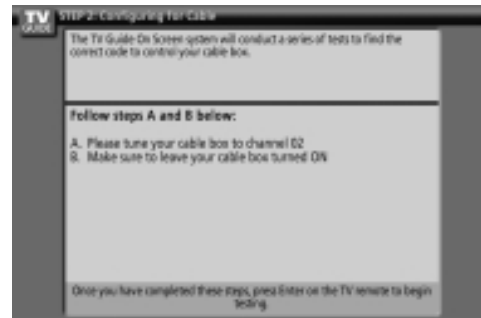 TV
GUIDE
STEP 2: Configuring for Cable
The TV Guide On Screen system will conduct a series of tests to find the
correct code to control your cable box.
Follow steps A and B below:
A. Please tune your cable box to channel 02
B. Make sure to leave your cable box turned ON
Once you have completed these steps, press Enter on the TV remote to begin
testing.